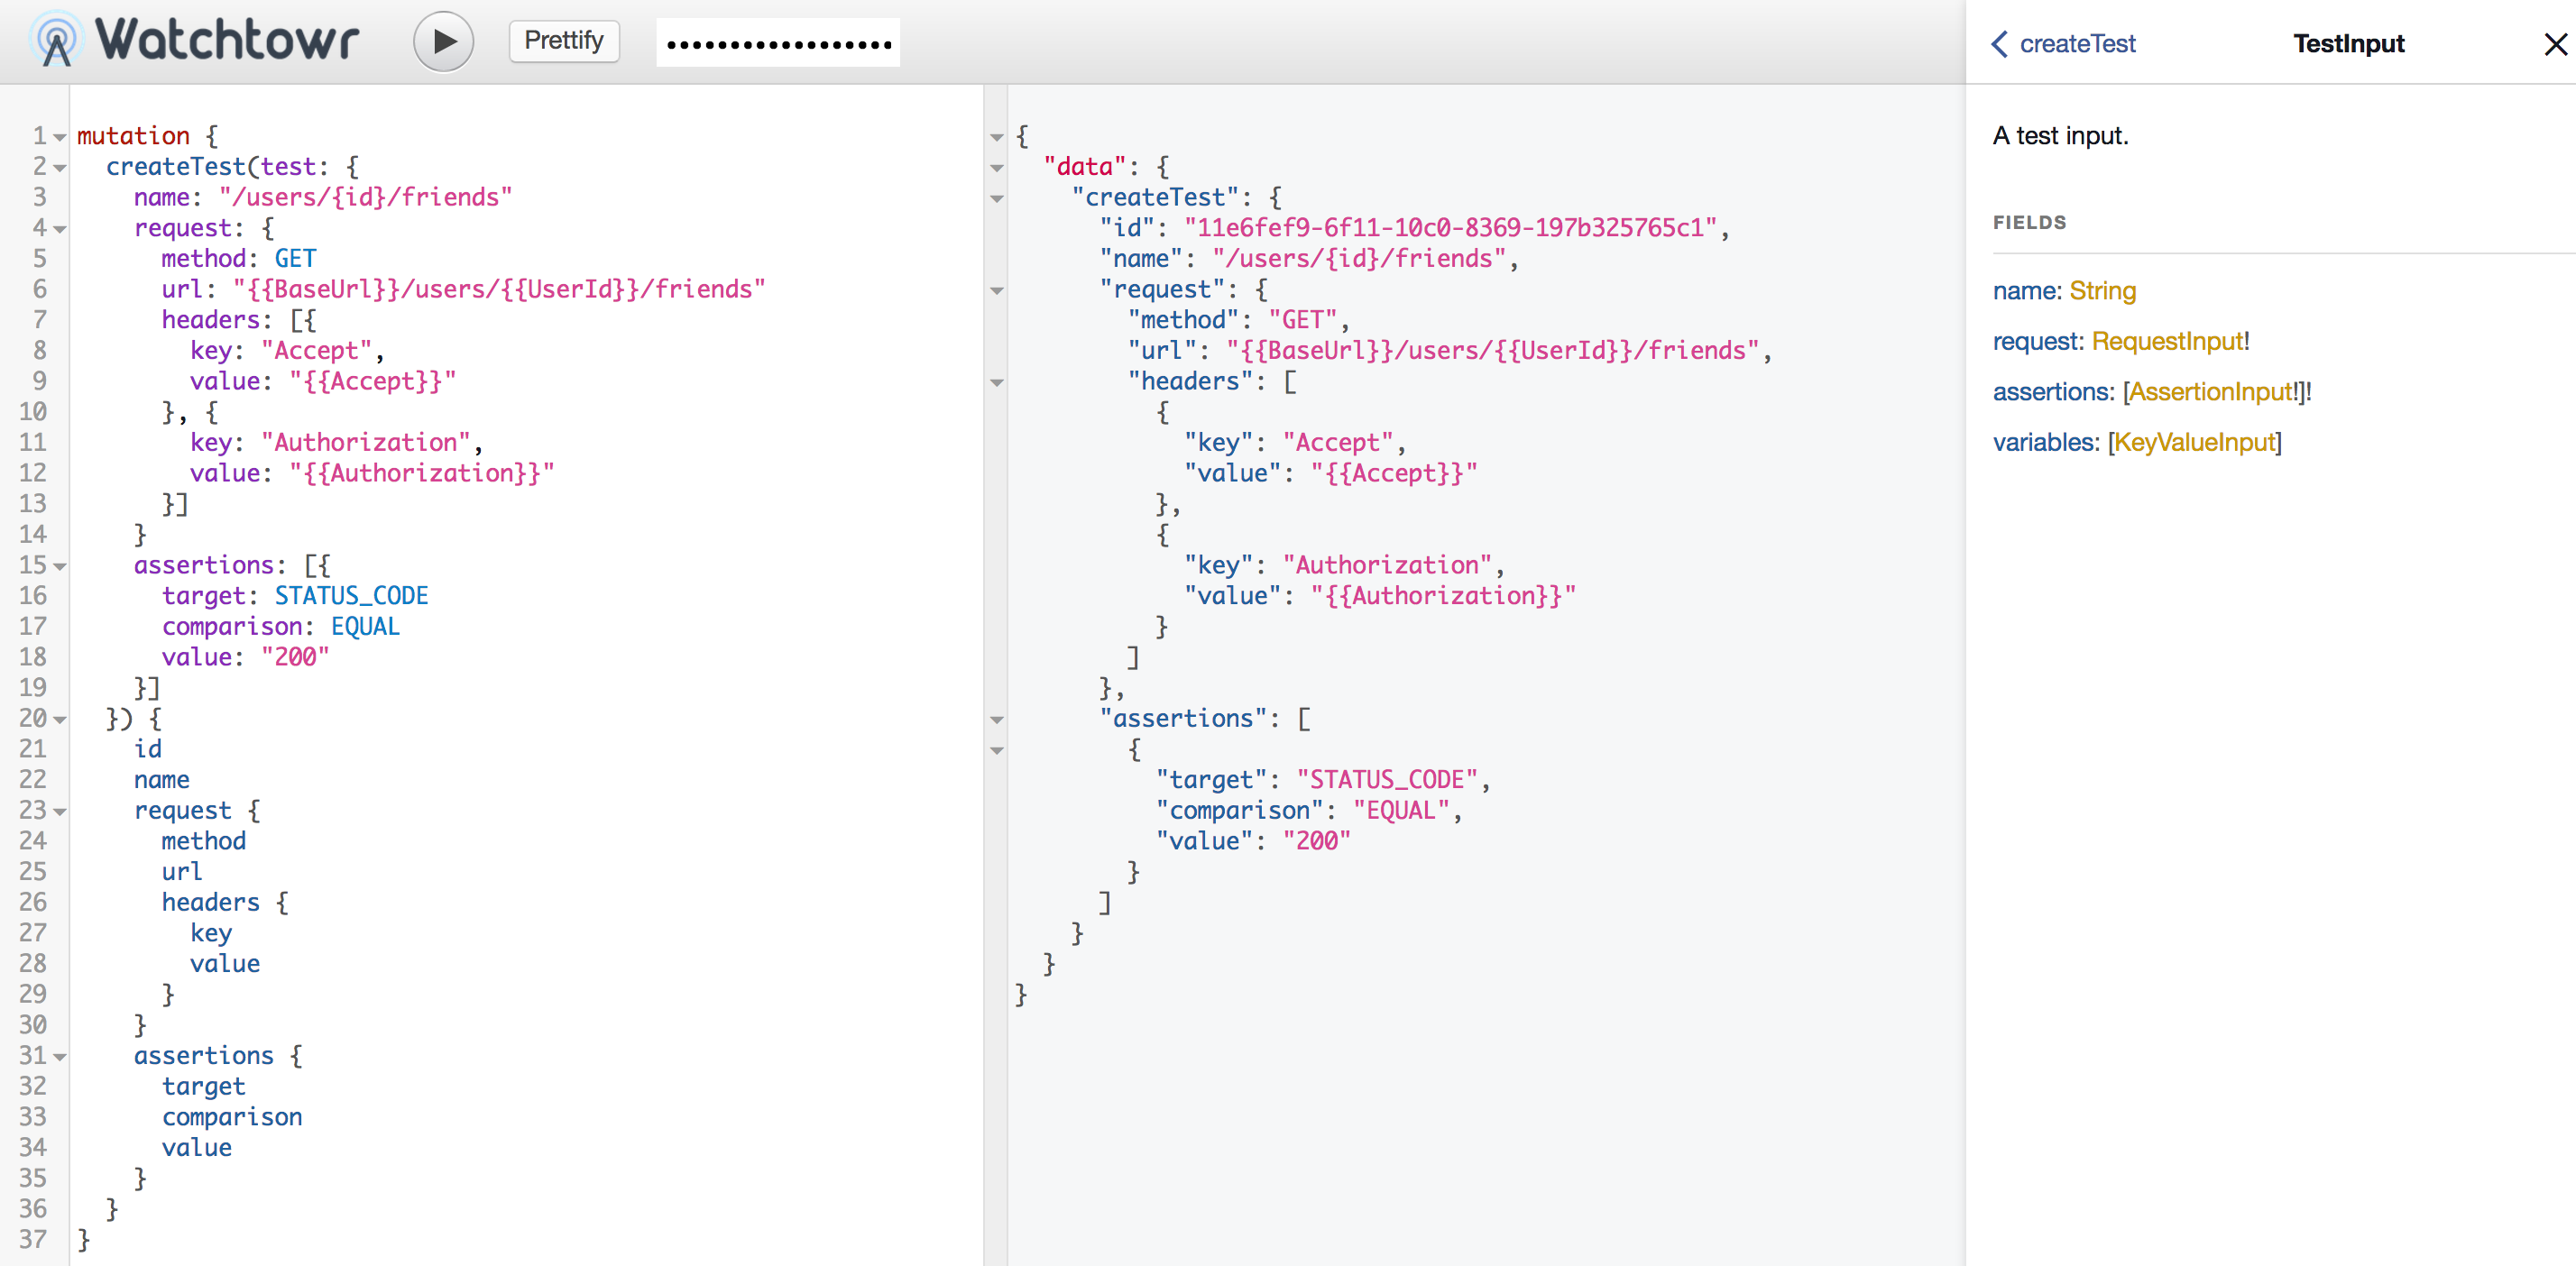 Watchtowr
Prettify
••••••••••••••••••
1 mutation {
2   createTest(test: {
3     name: "/users/{id}/friends"
4     request: {
5       method: GET
6       url: "{{BaseUrl}}/users/{{UserId}}/friends"
7       headers: [{
8         key: "Accept",
9         value: "{{Accept}}"
10       }, {
11         key: "Authorization",
12         value: "{{Authorization}}"
13       }]
14     }
15     assertions: [{
16       target: STATUS_CODE
17       comparison: EQUAL
18       value: "200"
19     }]
20   }) {
21     id
22     name
23     request {
24       method
25       url
26       headers {
27         key
28         value
29       }
30     }
31     assertions {
32       target
33       comparison
34       value
35     }
36   }
37 }
{
  "data": {
    "createTest": {
      "id": "11e6fef9-6f11-10c0-8369-197b325765c1",
      "name": "/users/{id}/friends",
      "request": {
        "method": "GET",
        "url": "{{BaseUrl}}/users/{{UserId}}/friends",
        "headers": [
          {
            "key": "Accept",
            "value": "{{Accept}}"
          },
          {
            "key": "Authorization",
            "value": "{{Authorization}}"
          }
        ]
      },
      "assertions": [
        {
          "target": "STATUS_CODE",
          "comparison": "EQUAL",
          "value": "200"
        }
      ]
    }
  }
}
createTest
TestInput
A test input.
FIELDS
name: String
request: RequestInput!
assertions: [AssertionInput!]!
variables: [KeyValueInput]